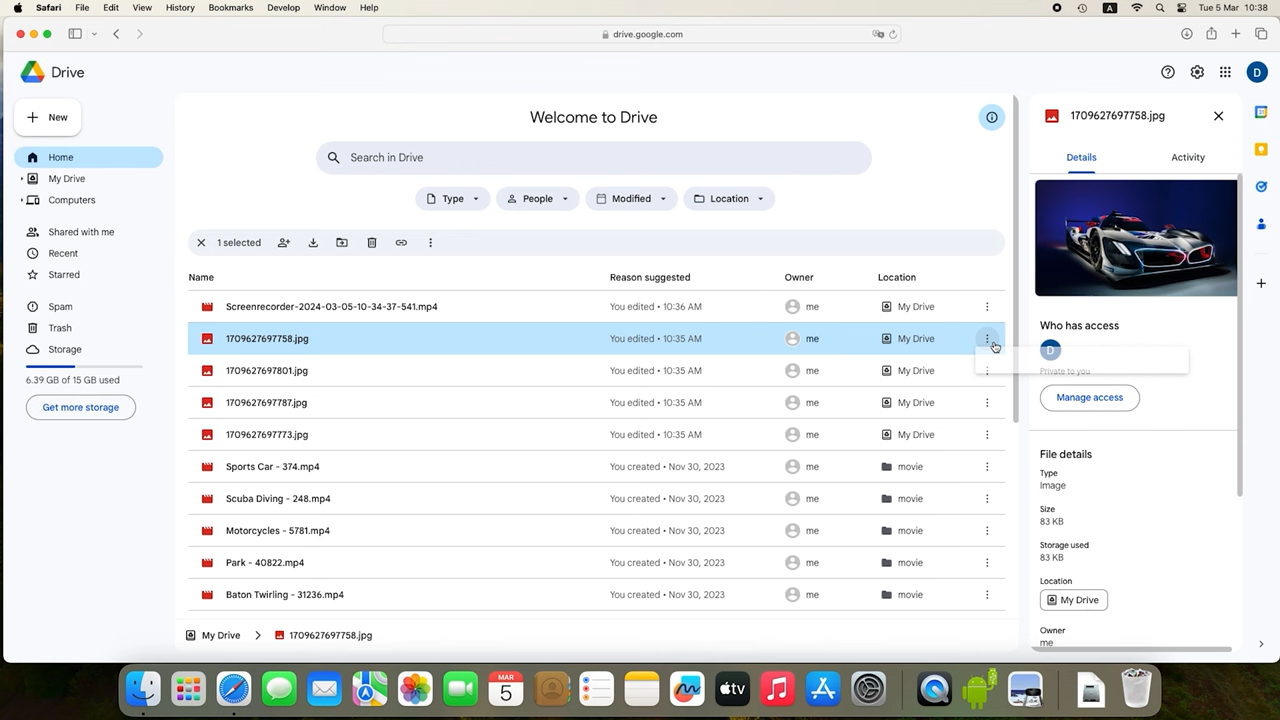 Safari File Edit View History Bookmarks Develop Window Help A Tue 5 Mar 10:38
drive.google.com
Drive D
New
Home
My Drive
Computers
Shared with me
Recent
Starred
Spam
Trash
Storage
6.39 GB of 15 GB used
Get more storage
Welcome to Drive
Search in Drive
Type People Modified Location
1 selected
Name Reason suggested Owner Location
Screenrecorder-2024-03-05-10-34-37-541.mp4 You edited • 10:36 AM me My Drive
1709627697758.jpg You edited • 10:35 AM me My Drive
1709627697801.jpg You edited • 10:35 AM me My Drive
1709627697787.jpg You edited • 10:35 AM me My Drive
1709627697773.jpg You edited • 10:35 AM me My Drive
Sports Car - 374.mp4 You created • Nov 30, 2023 me movie
Scuba Diving - 248.mp4 You created • Nov 30, 2023 me movie
Motorcycles - 5781.mp4 You created • Nov 30, 2023 me movie
Park - 40822.mp4 You created • Nov 30, 2023 me movie
Baton Twirling - 31236.mp4 You created • Nov 30, 2023 me movie
My Drive 1709627697758.jpg
1709627697758.jpg
Details Activity
Who has access
D
Private to you
Manage access
File details
Type
Image
Size
83 KB
Storage used
83 KB
Location
My Drive
Owner
me
MAR
5
tv